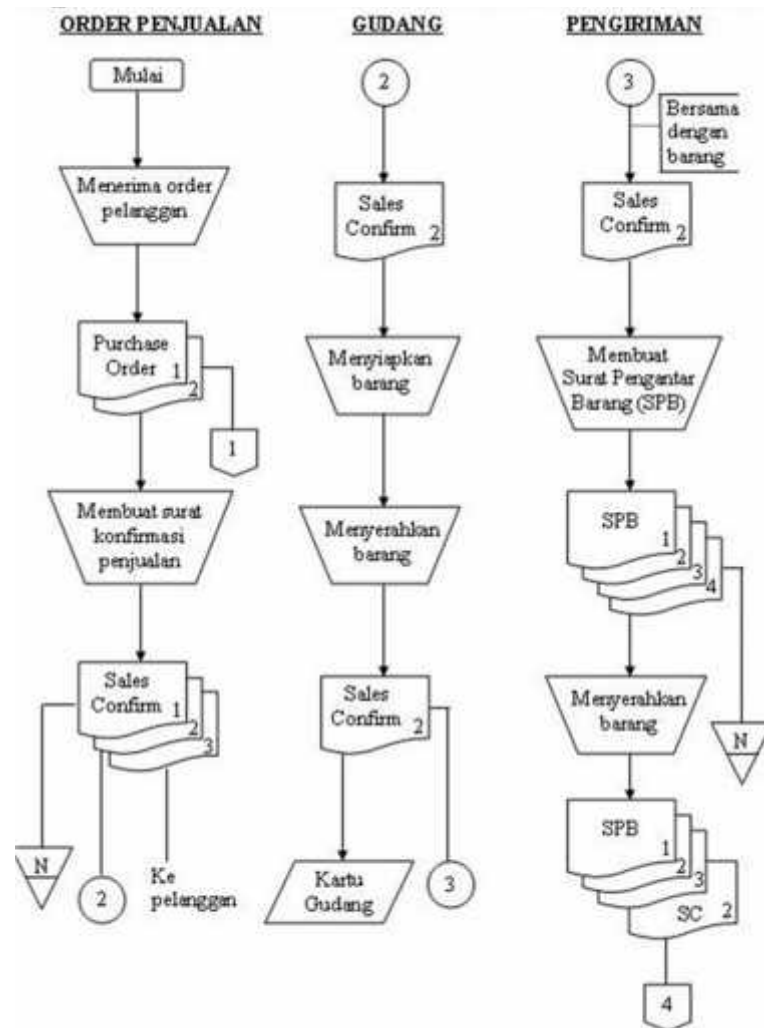 ORDER PENJUALAN
Mulai
Menerima order
pelanggan
Purchase
Order
1
2
1
Membuat surat
konfirmasi
penjualan
Sales
Confirm
1
2
3
N
2
Ke
pelanggan
GUDANG
2
Sales
Confirm
2
Menyiapkan
barang
Menyerahkan
barang
Sales
Confirm
2
Kartu
Gudang
3
PENGIRIMAN
3
Bersama
dengan
barang
Sales
Confirm
2
Membuat
Surat Pengantar
Barang (SPB)
SPB
1
2
3
4
Menyerahkan
barang
N
SPB
1
2
3
SC
2
4